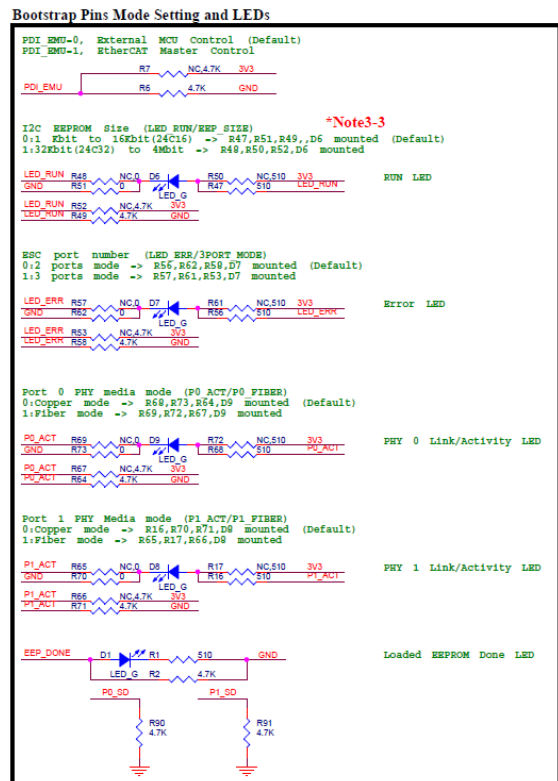 Bootstrap Pins Mode Setting and LEDs
PDI_EMU=0, External MCU Control (Default)
PDI_EMU=1, EtherCAT Master Control
R7 NC,4.7K 3V3
PDI_EMU R6 4.7K GND
*Note3-3
I2C EEPROM Size (LED_RUN/EEP_SIZE)
0:1 Kbit to 16Kbit(24C16) -> R47,R51,R49,,D6 mounted (Default)
1:32Kbit(24C32) to 4Mbit -> R48,R50,R52,D6 mounted
LED_RUN R48 NC,0 D6 R50 NC,510 3V3 RUN LED
GND R51 0 LED_G R47 510 LED_RUN
LED_RUN R52 NC,4.7K 3V3
LED_RUN R49 4.7K GND
ESC port number (LED_ERR/3PORT_MODE)
0:2 ports mode -> R56,R62,R58,D7 mounted (Default)
1:3 ports mode -> R57,R61,R53,D7 mounted
LED_ERR R57 NC,0 D7 R61 NC,510 3V3 Error LED
GND R62 0 LED_G R56 510 LED_ERR
LED_ERR R53 NC,4.7K 3V3
LED_ERR R58 4.7K GND
Port 0 PHY media mode (P0_ACT/P0_FIBER)
0:Copper mode -> R68,R73,R64,D9 mounted (Default)
1:Fiber mode -> R69,R72,R67,D9 mounted
P0_ACT R69 NC,0 D9 R72 NC,510 3V3 PHY 0 Link/Activity LED
GND R73 0 LED_G R68 510 P0_ACT
P0_ACT R67 NC,4.7K 3V3
P0_ACT R64 4.7K GND
Port 1 PHY Media mode (P1_ACT/P1_FIBER)
0:Copper mode -> R16,R70,R71,D8 mounted (Default)
1:Fiber mode -> R65,R17,R66,D8 mounted
P1_ACT R65 NC,0 D8 R17 NC,510 3V3 PHY 1 Link/Activity LED
GND R70 0 LED_G R16 510 P1_ACT
P1_ACT R66 NC,4.7K 3V3
P1_ACT R71 4.7K GND
EEP_DONE D1 R1 510 GND Loaded EEPROM Done LED
LED_G R2 4.7K
P0_SD P1_SD
R90 R91
4.7K 4.7K